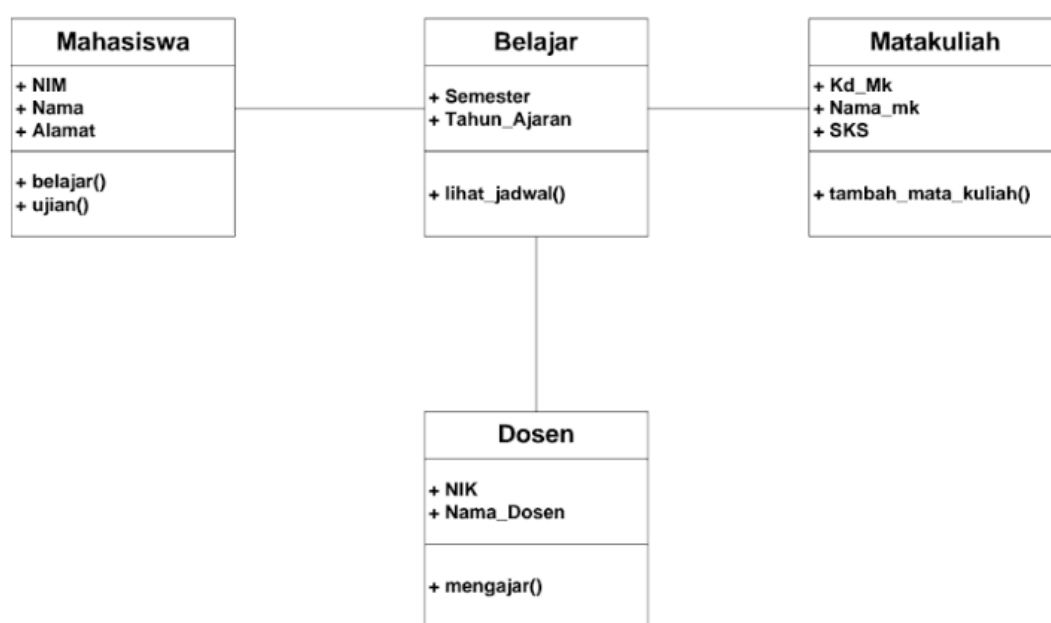 Mahasiswa
+ NIM
+ Nama
+ Alamat
+ belajar()
+ ujian()
Belajar
+ Semester
+ Tahun_Ajaran
+ lihat_jadwal()
Matakuliah
+ Kd_Mk
+ Nama_mk
+ SKS
+ tambah_mata_kuliah()
Dosen
+ NIK
+ Nama_Dosen
+ mengajar()